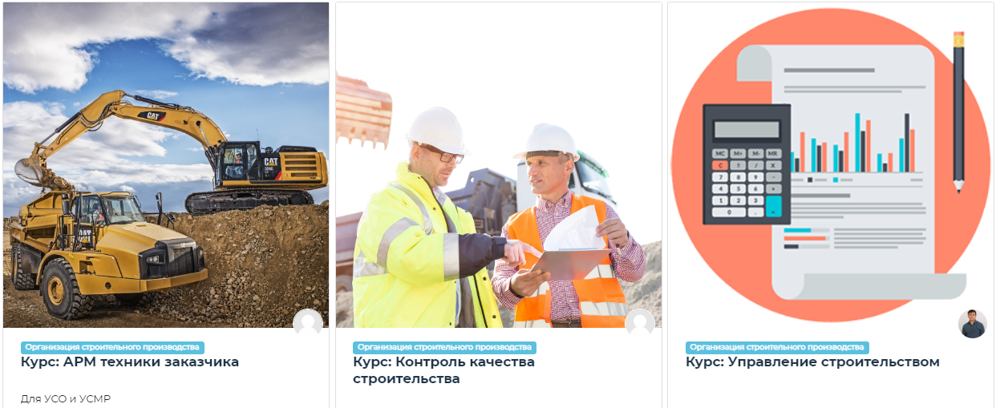 CAT
CAT
CAT
MC M+ M- MR
C ÷ / X
7 8 9 -
4 5 6 +
1 2 3
0 . =
Организация строительного производства
Курс: АРМ техники заказчика
Для УСО и УСМР
Организация строительного производства
Курс: Контроль качества
строительства
Организация строительного производства
Курс: Управление строительством